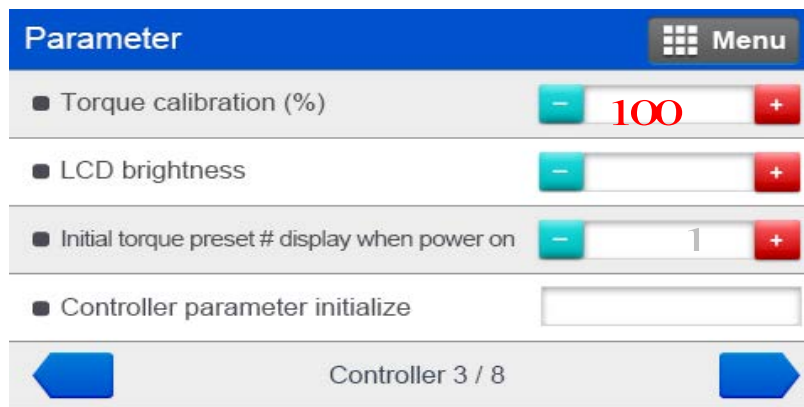 Parameter
Menu
Torque calibration (%)
− 100 +
LCD brightness
− +
Initial torque preset # display when power on
− 1 +
Controller parameter initialize
Controller 3 / 8